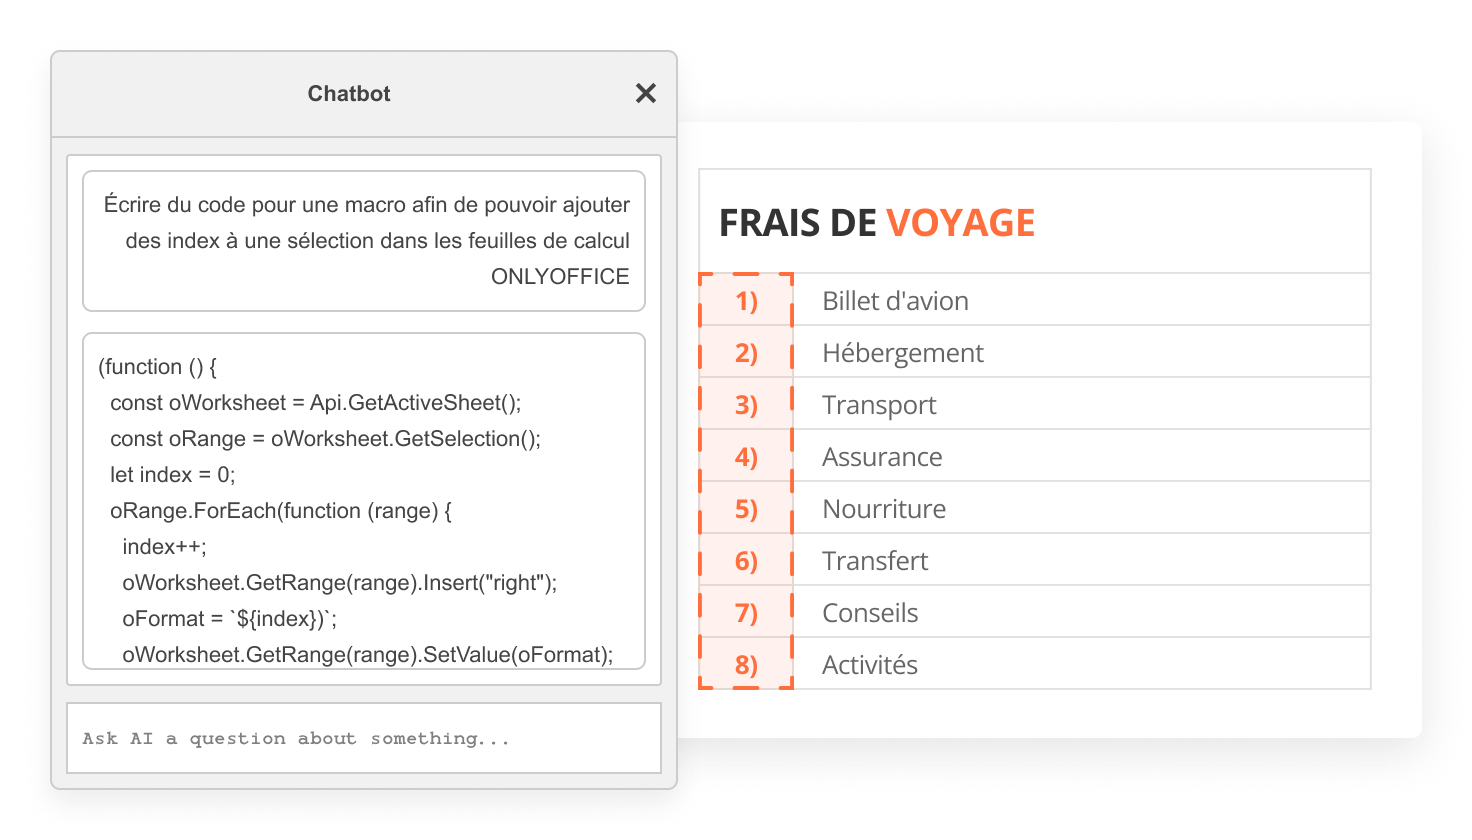 Chatbot
Écrire du code pour une macro afin de pouvoir ajouter
des index à une sélection dans les feuilles de calcul
ONLYOFFICE
(function () {
const oWorksheet = Api.GetActiveSheet();
const oRange = oWorksheet.GetSelection();
let index = 0;
oRange.ForEach(function (range) {
index++;
oWorksheet.GetRange(range).Insert("right");
oFormat = `${index})`;
oWorksheet.GetRange(range).SetValue(oFormat);
Ask AI a question about something...
FRAIS DE VOYAGE
1) Billet d'avion
2) Hébergement
3) Transport
4) Assurance
5) Nourriture
6) Transfert
7) Conseils
8) Activités